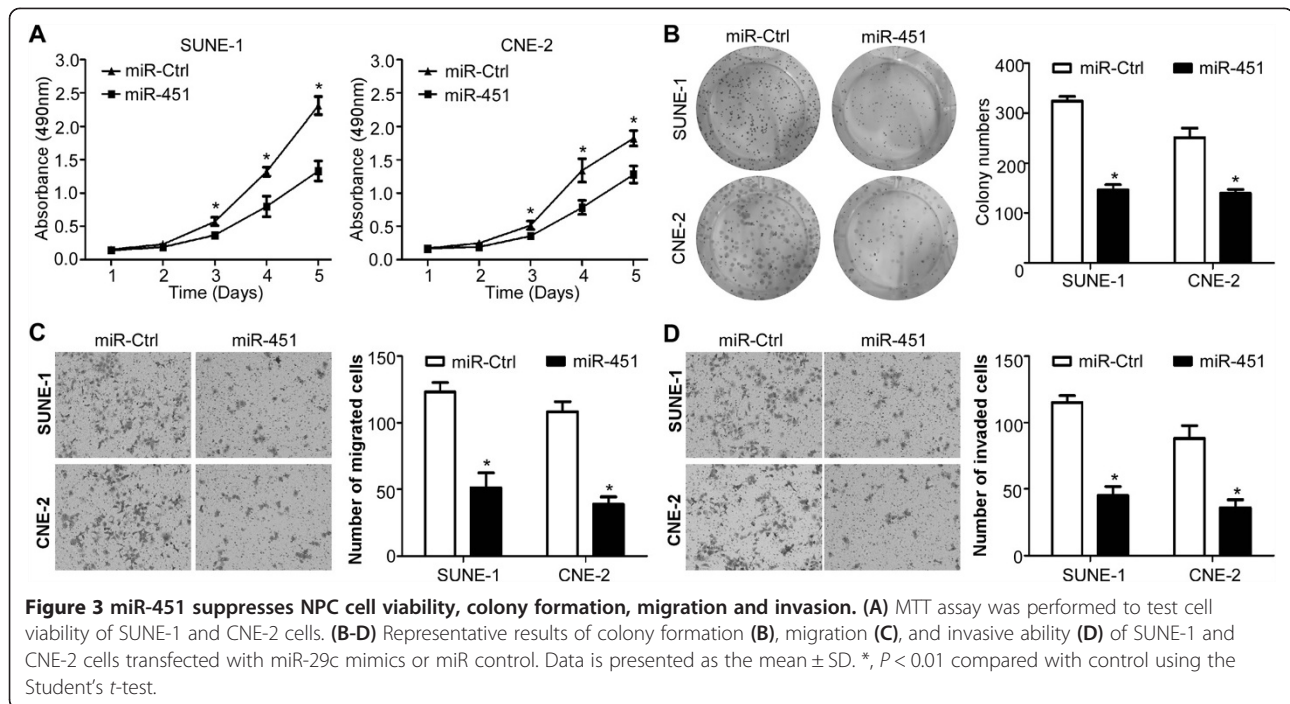 A
SUNE-1
miR-Ctrl
miR-451
Absorbance (490nm)
2.5
2.0
1.5
1.0
0.5
0.0
*
*
*
1 2 3 4 5
Time (Days)
CNE-2
miR-Ctrl
miR-451
Absorbance (490nm)
2.5
2.0
1.5
1.0
0.5
0.0
*
*
*
1 2 3 4 5
Time (Days)
B
miR-Ctrl miR-451
SUNE-1
CNE-2
miR-Ctrl miR-451
Colony numbers
400
300
200
100
0
*
*
SUNE-1 CNE-2
C
miR-Ctrl miR-451
SUNE-1
CNE-2
miR-Ctrl miR-451
Number of migrated cells
150
100
50
0
*
*
SUNE-1 CNE-2
D
miR-Ctrl miR-451
SUNE-1
CNE-2
miR-Ctrl miR-451
Number of invaded cells
150
100
50
0
*
*
SUNE-1 CNE-2
Figure 3 miR-451 suppresses NPC cell viability, colony formation, migration and invasion. (A) MTT assay was performed to test cell
viability of SUNE-1 and CNE-2 cells. (B-D) Representative results of colony formation (B), migration (C), and invasive ability (D) of SUNE-1 and
CNE-2 cells transfected with miR-29c mimics or miR control. Data is presented as the mean ± SD. *, P < 0.01 compared with control using the
Student's t-test.